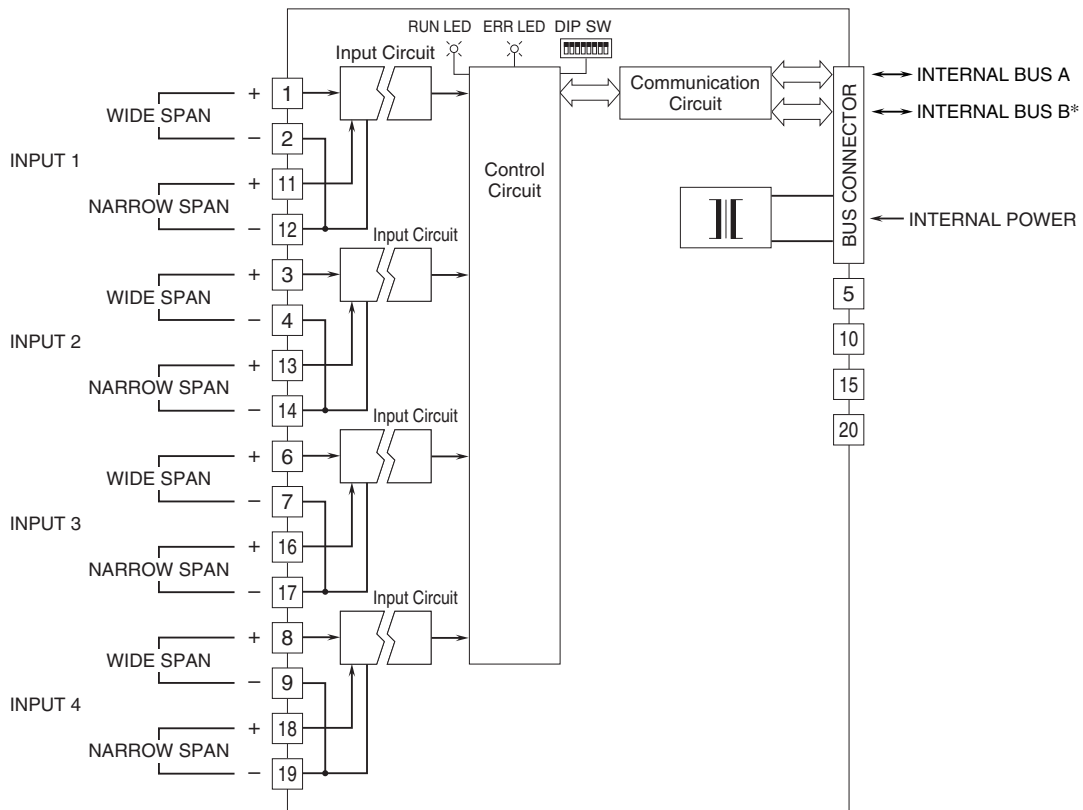 RUN LED ERR LED DIP SW
Input Circuit
INPUT 1
WIDE SPAN
+ 1
− 2
NARROW SPAN
+ 11
− 12
Input Circuit
INPUT 2
WIDE SPAN
+ 3
− 4
NARROW SPAN
+ 13
− 14
Input Circuit
INPUT 3
WIDE SPAN
+ 6
− 7
NARROW SPAN
+ 16
− 17
Input Circuit
INPUT 4
WIDE SPAN
+ 8
− 9
NARROW SPAN
+ 18
− 19
Control
Circuit
Communication
Circuit
BUS CONNECTOR
INTERNAL BUS A
INTERNAL BUS B*
INTERNAL POWER
5
10
15
20